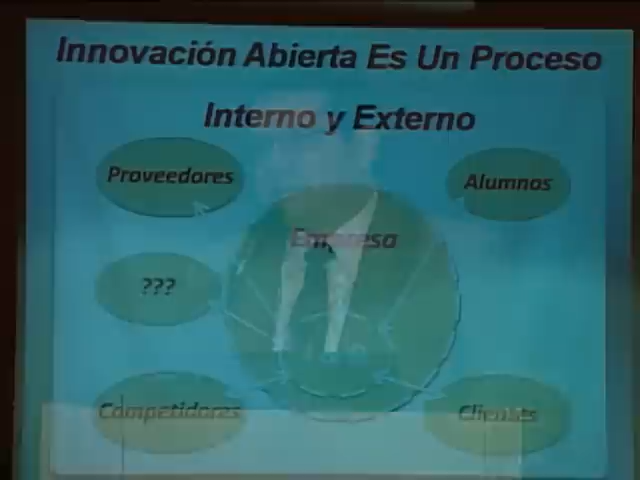 Innovación Abierta Es Un Proceso
Interno y Externo
Proveedores
Alumnos
Empresa
???
Competidores
Clientes